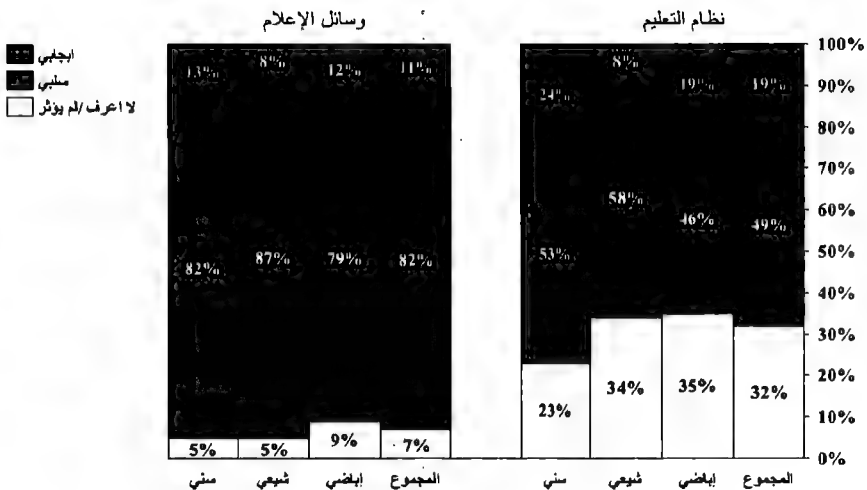 نظام التعليم
100%
90%
80%
70%
60%
50%
40%
30%
20%
10%
0%
19% 19% 8% 24%
49% 46% 58% 53%
32% 35% 34% 23%
المجموع إباضي شيعي سني
وسائل الإعلام
11% 12% 8% 13%
82% 79% 87% 82%
7% 9% 5% 5%
المجموع إباضي شيعي سني
ايجابي
سلبي
لا اعرف/لم يؤثر